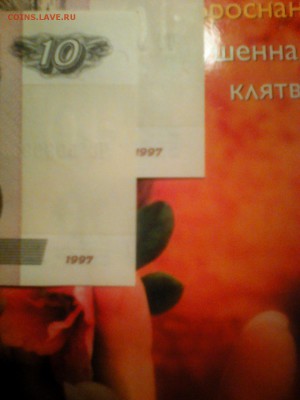 COINS.LAVE.RU
роснан
10
шенна
КЛЯТВ
1997
1997